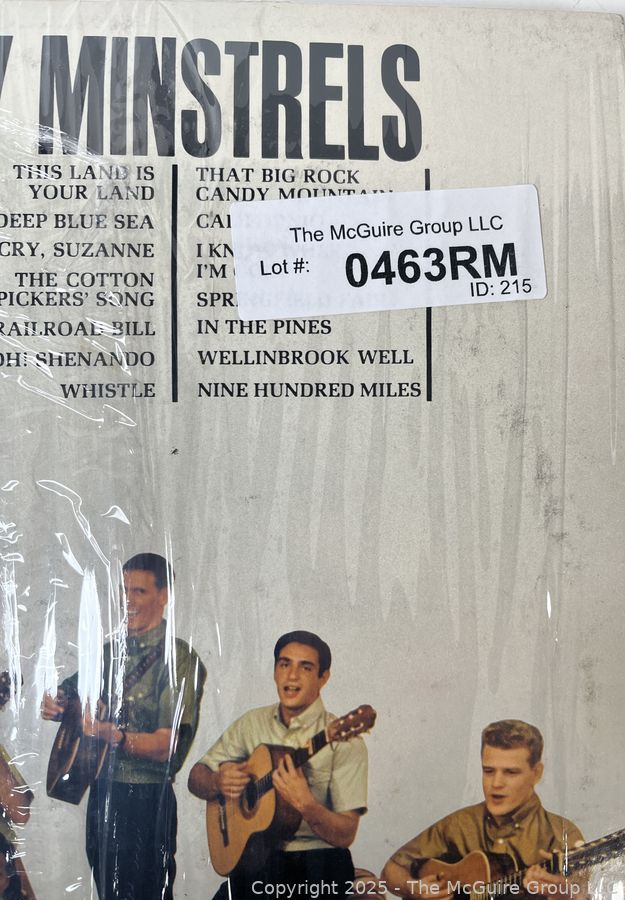 MINSTRELS
THIS LAND IS
YOUR LAND
DEEP BLUE SEA
CRY, SUZANNE
THE COTTON
PICKERS' SONG
RAILROAD BILL
OH! SHENANDO
WHISTLE
THAT BIG ROCK
CANDY MOUNTAIN
I'M
IN THE PINES
WELLINBROOK WELL
NINE HUNDRED MILES
The McGuire Group LLC
Lot #: 0463RM
ID: 215
Copyright 2025 - The McGuire Group LLC